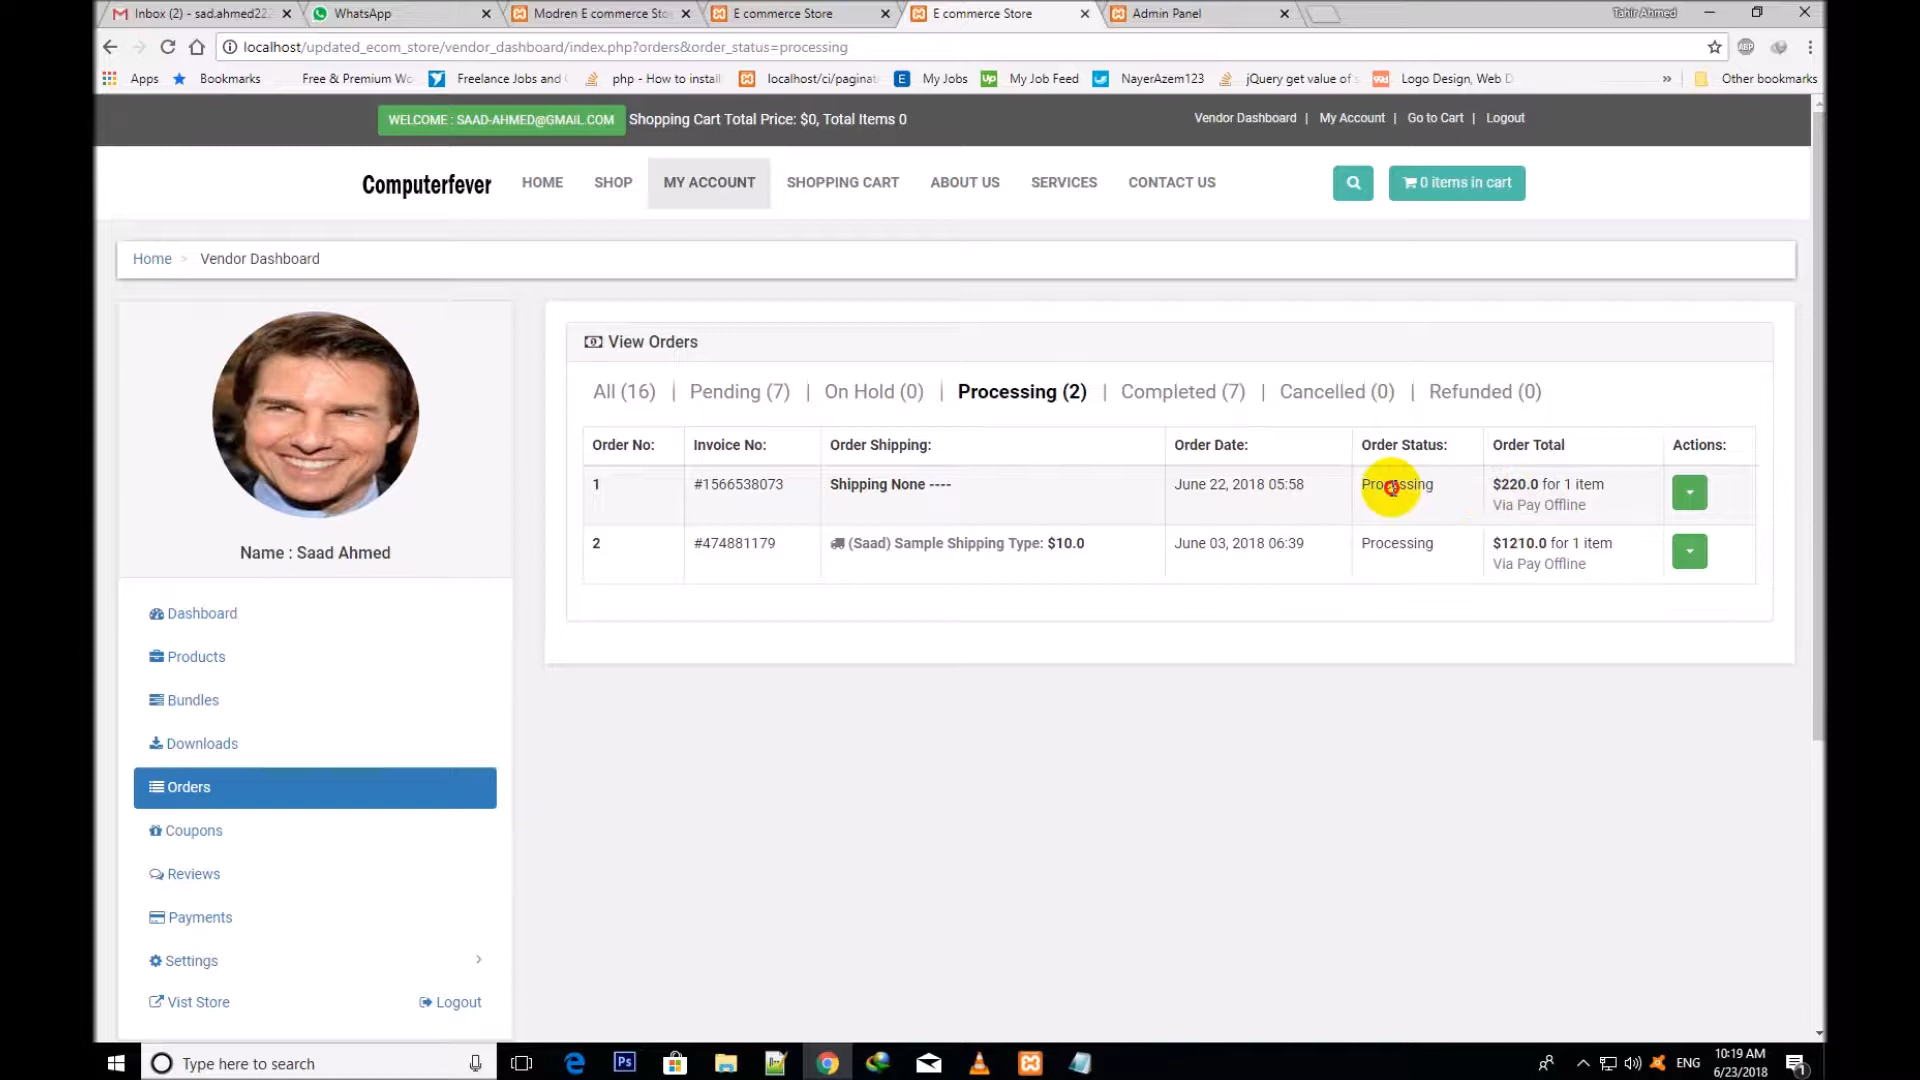 Inbox (2) - sad.ahmed22
WhatsApp
Modren E commerce Sto
E commerce Store
E commerce Store
Admin Panel
Tahir Ahmed
localhost/updated_ecom_store/vendor_dashboard/index.php?orders&order_status=processing
ABP
Apps
Bookmarks
Free & Premium Wo
Freelance Jobs and
php - How to install
localhost/ci/pagina
My Jobs
My Job Feed
NayerAzem123
jQuery get value of s
Logo Design, Web D
Other bookmarks
WELCOME : SAAD-AHMED@GMAIL.COM
Shopping Cart Total Price: $0, Total Items 0
Vendor Dashboard | My Account | Go to Cart | Logout
Computerfever
HOME
SHOP
MY ACCOUNT
SHOPPING CART
ABOUT US
SERVICES
CONTACT US
0 items in cart
Home > Vendor Dashboard
Name : Saad Ahmed
Dashboard
Products
Bundles
Downloads
Orders
Coupons
Reviews
Payments
Settings
Vist Store
Logout
View Orders
All (16) | Pending (7) | On Hold (0) | Processing (2) | Completed (7) | Cancelled (0) | Refunded (0)
Order No: Invoice No: Order Shipping: Order Date: Order Status: Order Total Actions:
1 #1566538073 Shipping None ---- June 22, 2018 05:58 Processing $220.0 for 1 item
Via Pay Offline
2 #474881179 (Saad) Sample Shipping Type: $10.0 June 03, 2018 06:39 Processing $1210.0 for 1 item
Via Pay Offline
Type here to search
Ps
ENG
10:19 AM
6/23/2018